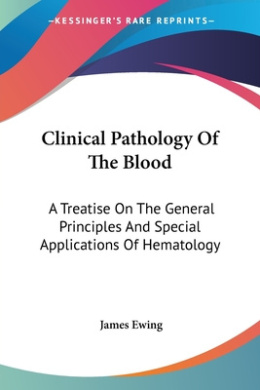 KESSINGER'S RARE REPRINTS
Clinical Pathology Of
The Blood
A Treatise On The General
Principles And Special
Applications Of Hematology
James Ewing